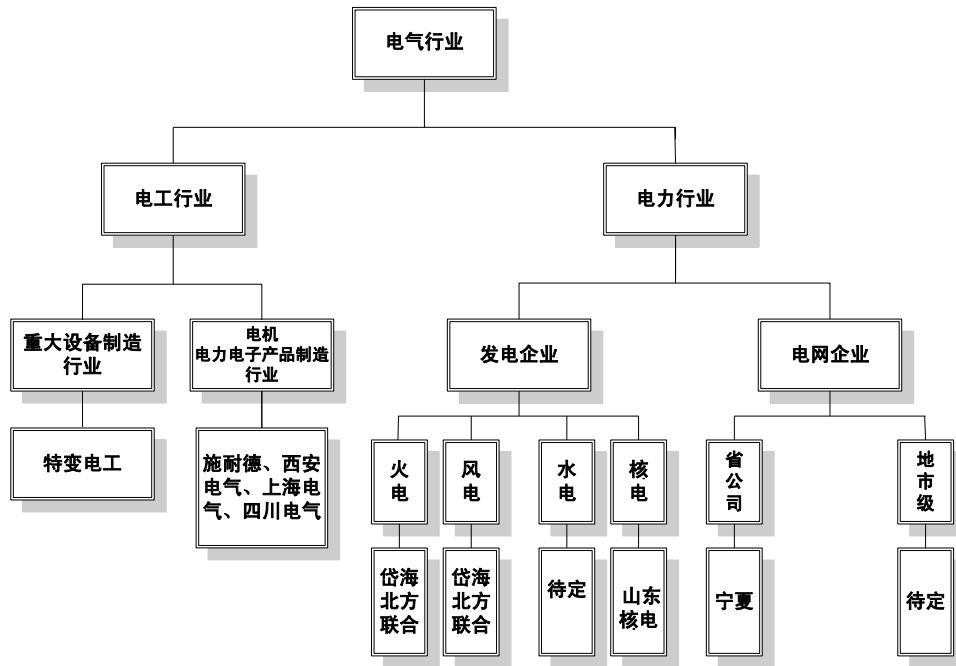 电气行业
电工行业
电力行业
重大设备制造
行业
电机
电力电子产品制造
行业
发电企业
电网企业
特变电工
施耐德、西安
电气、上海电
气、四川电气
火
电
风
电
水
电
核
电
省
公
司
地
市
级
岱海
北方
联合
岱海
北方
联合
待定
山东
核电
宁夏
待定